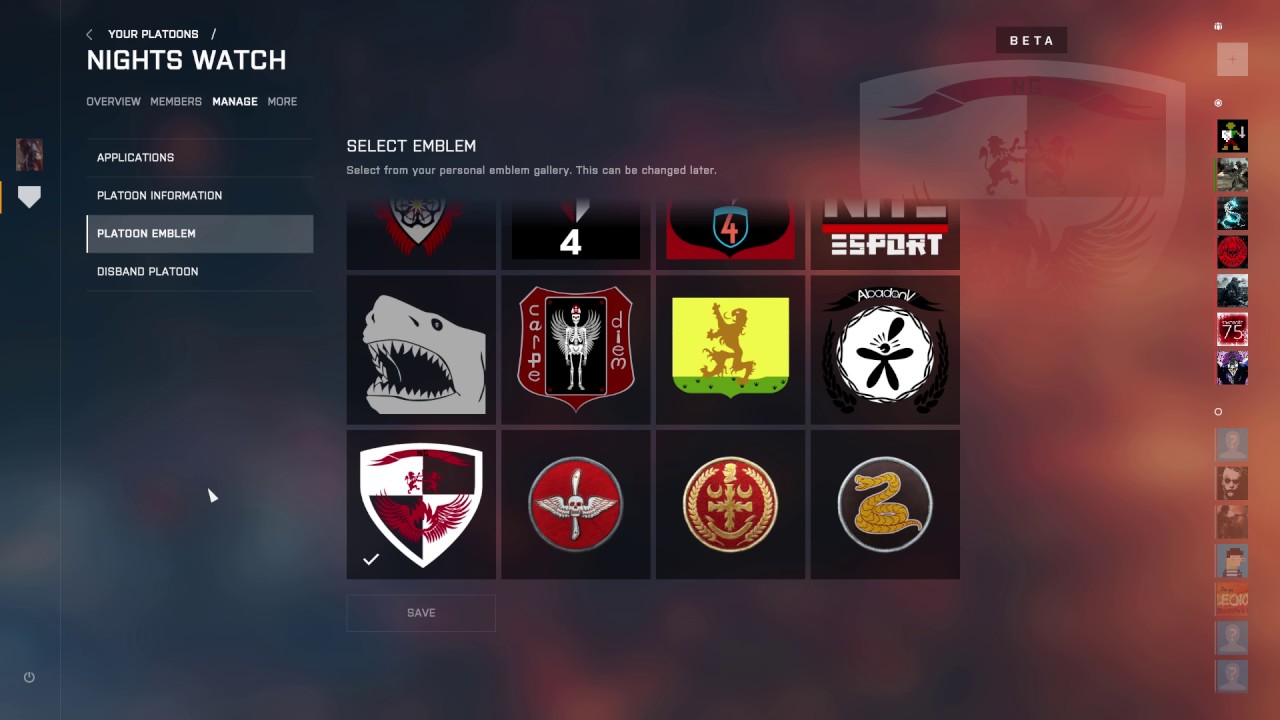 YOUR PLATOONS /
NIGHTS WATCH
BETA
OVERVIEW MEMBERS MANAGE MORE
APPLICATIONS
PLATOON INFORMATION
PLATOON EMBLEM
DISBAND PLATOON
SELECT EMBLEM
Select from your personal emblem gallery. This can be changed later.
4
4
ESPORT
carpe
diem
AbadonV
75
SAVE